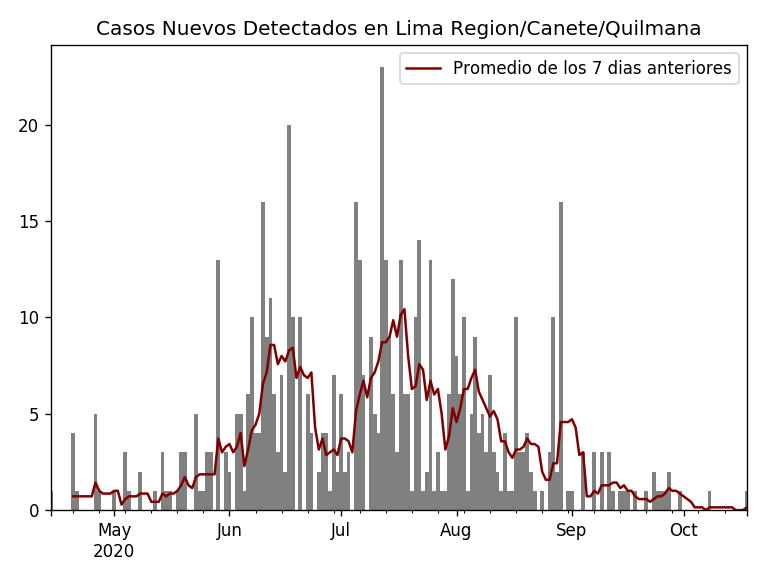 Casos Nuevos Detectados en Lima Region/Canete/Quilmana
Promedio de los 7 dias anteriores
20
15
10
5
0
May Jun Jul Aug Sep Oct
2020